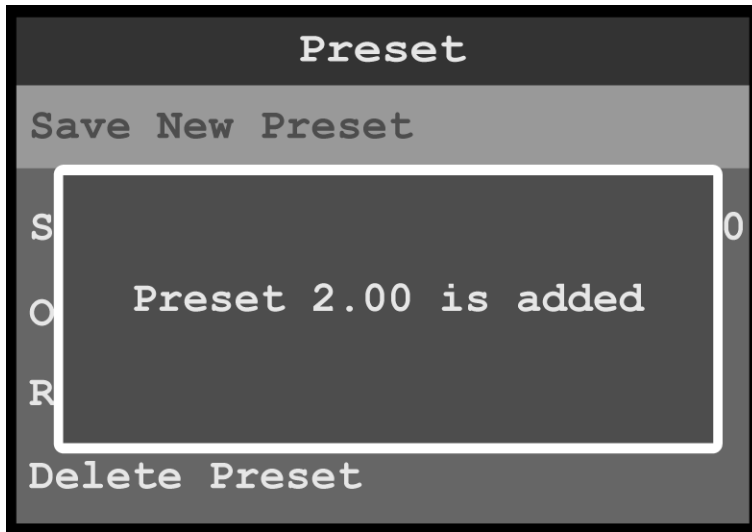 Preset
Save New Preset
S
0
Preset 2.00 is added
O
R
Delete Preset